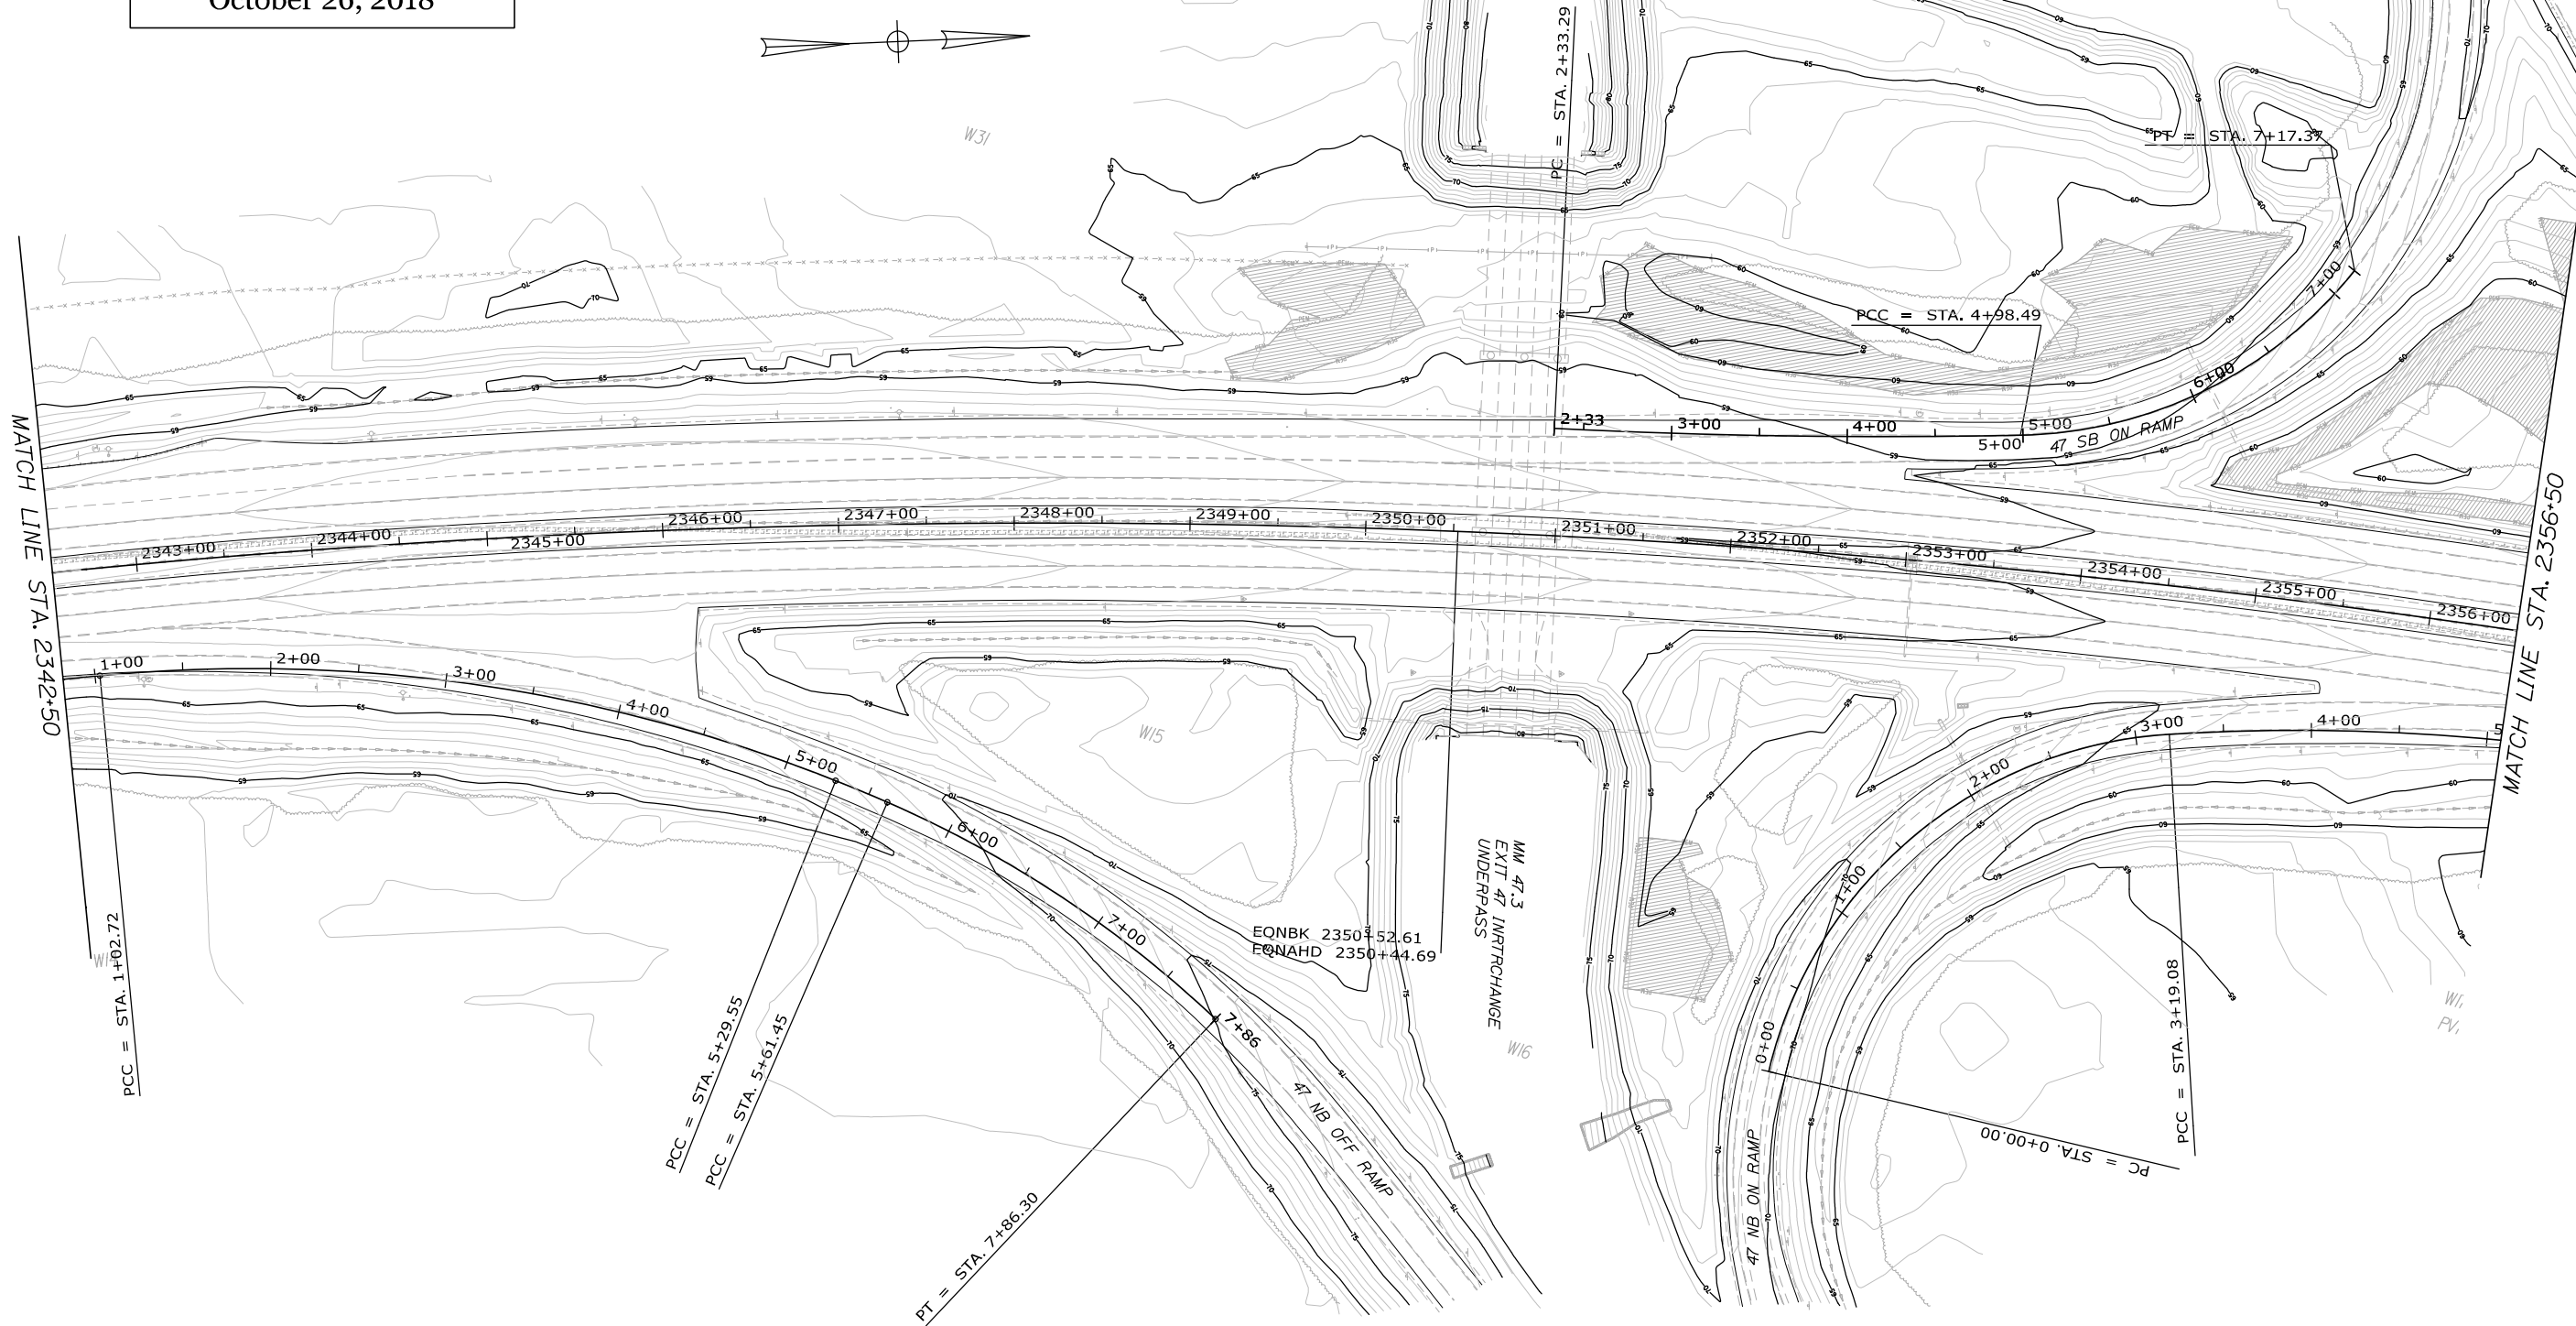 October 26, 2018
W31
PC = STA. 2+33.29
PT = STA. 7+17.37
PCC = STA. 4+98.49
2+33
3+00
4+00
5+00
5+00
6+00
7+00
47 SB ON RAMP
MATCH LINE STA. 2342+50
2343+00
2344+00
2345+00
2346+00
2347+00
2348+00
2349+00
2350+00
2351+00
2352+00
2353+00
2354+00
2355+00
2356+00
MATCH LINE STA. 2356+50
1+00
2+00
3+00
4+00
5+00
6+00
7+00
7+86
47 NB OFF RAMP
W15
PCC = STA. 1+02.72
PCC = STA. 5+29.55
PCC = STA. 5+61.45
PT = STA. 7+86.30
EQNBK 2350+52.61
EQNAHD 2350+44.69
MM 47.3
EXIT 47 INRTRCHANGE
UNDERPASS
W16
0+00
1+00
2+00
3+00
4+00
5
47 NB ON RAMP
PC = STA. 0+00.00
PCC = STA. 3+19.08